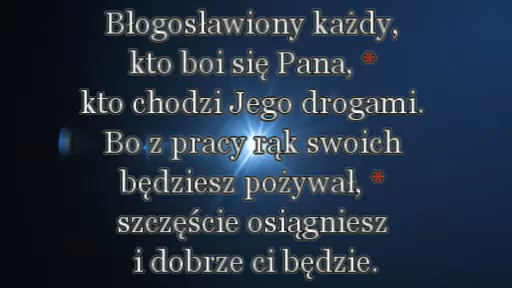 Błogosławiony każdy,
kto boi się Pana, *
kto chodzi Jego drogami.
Bo z pracy rąk swoich
będziesz pożywał, *
szczęście osiągniesz
i dobrze ci będzie.